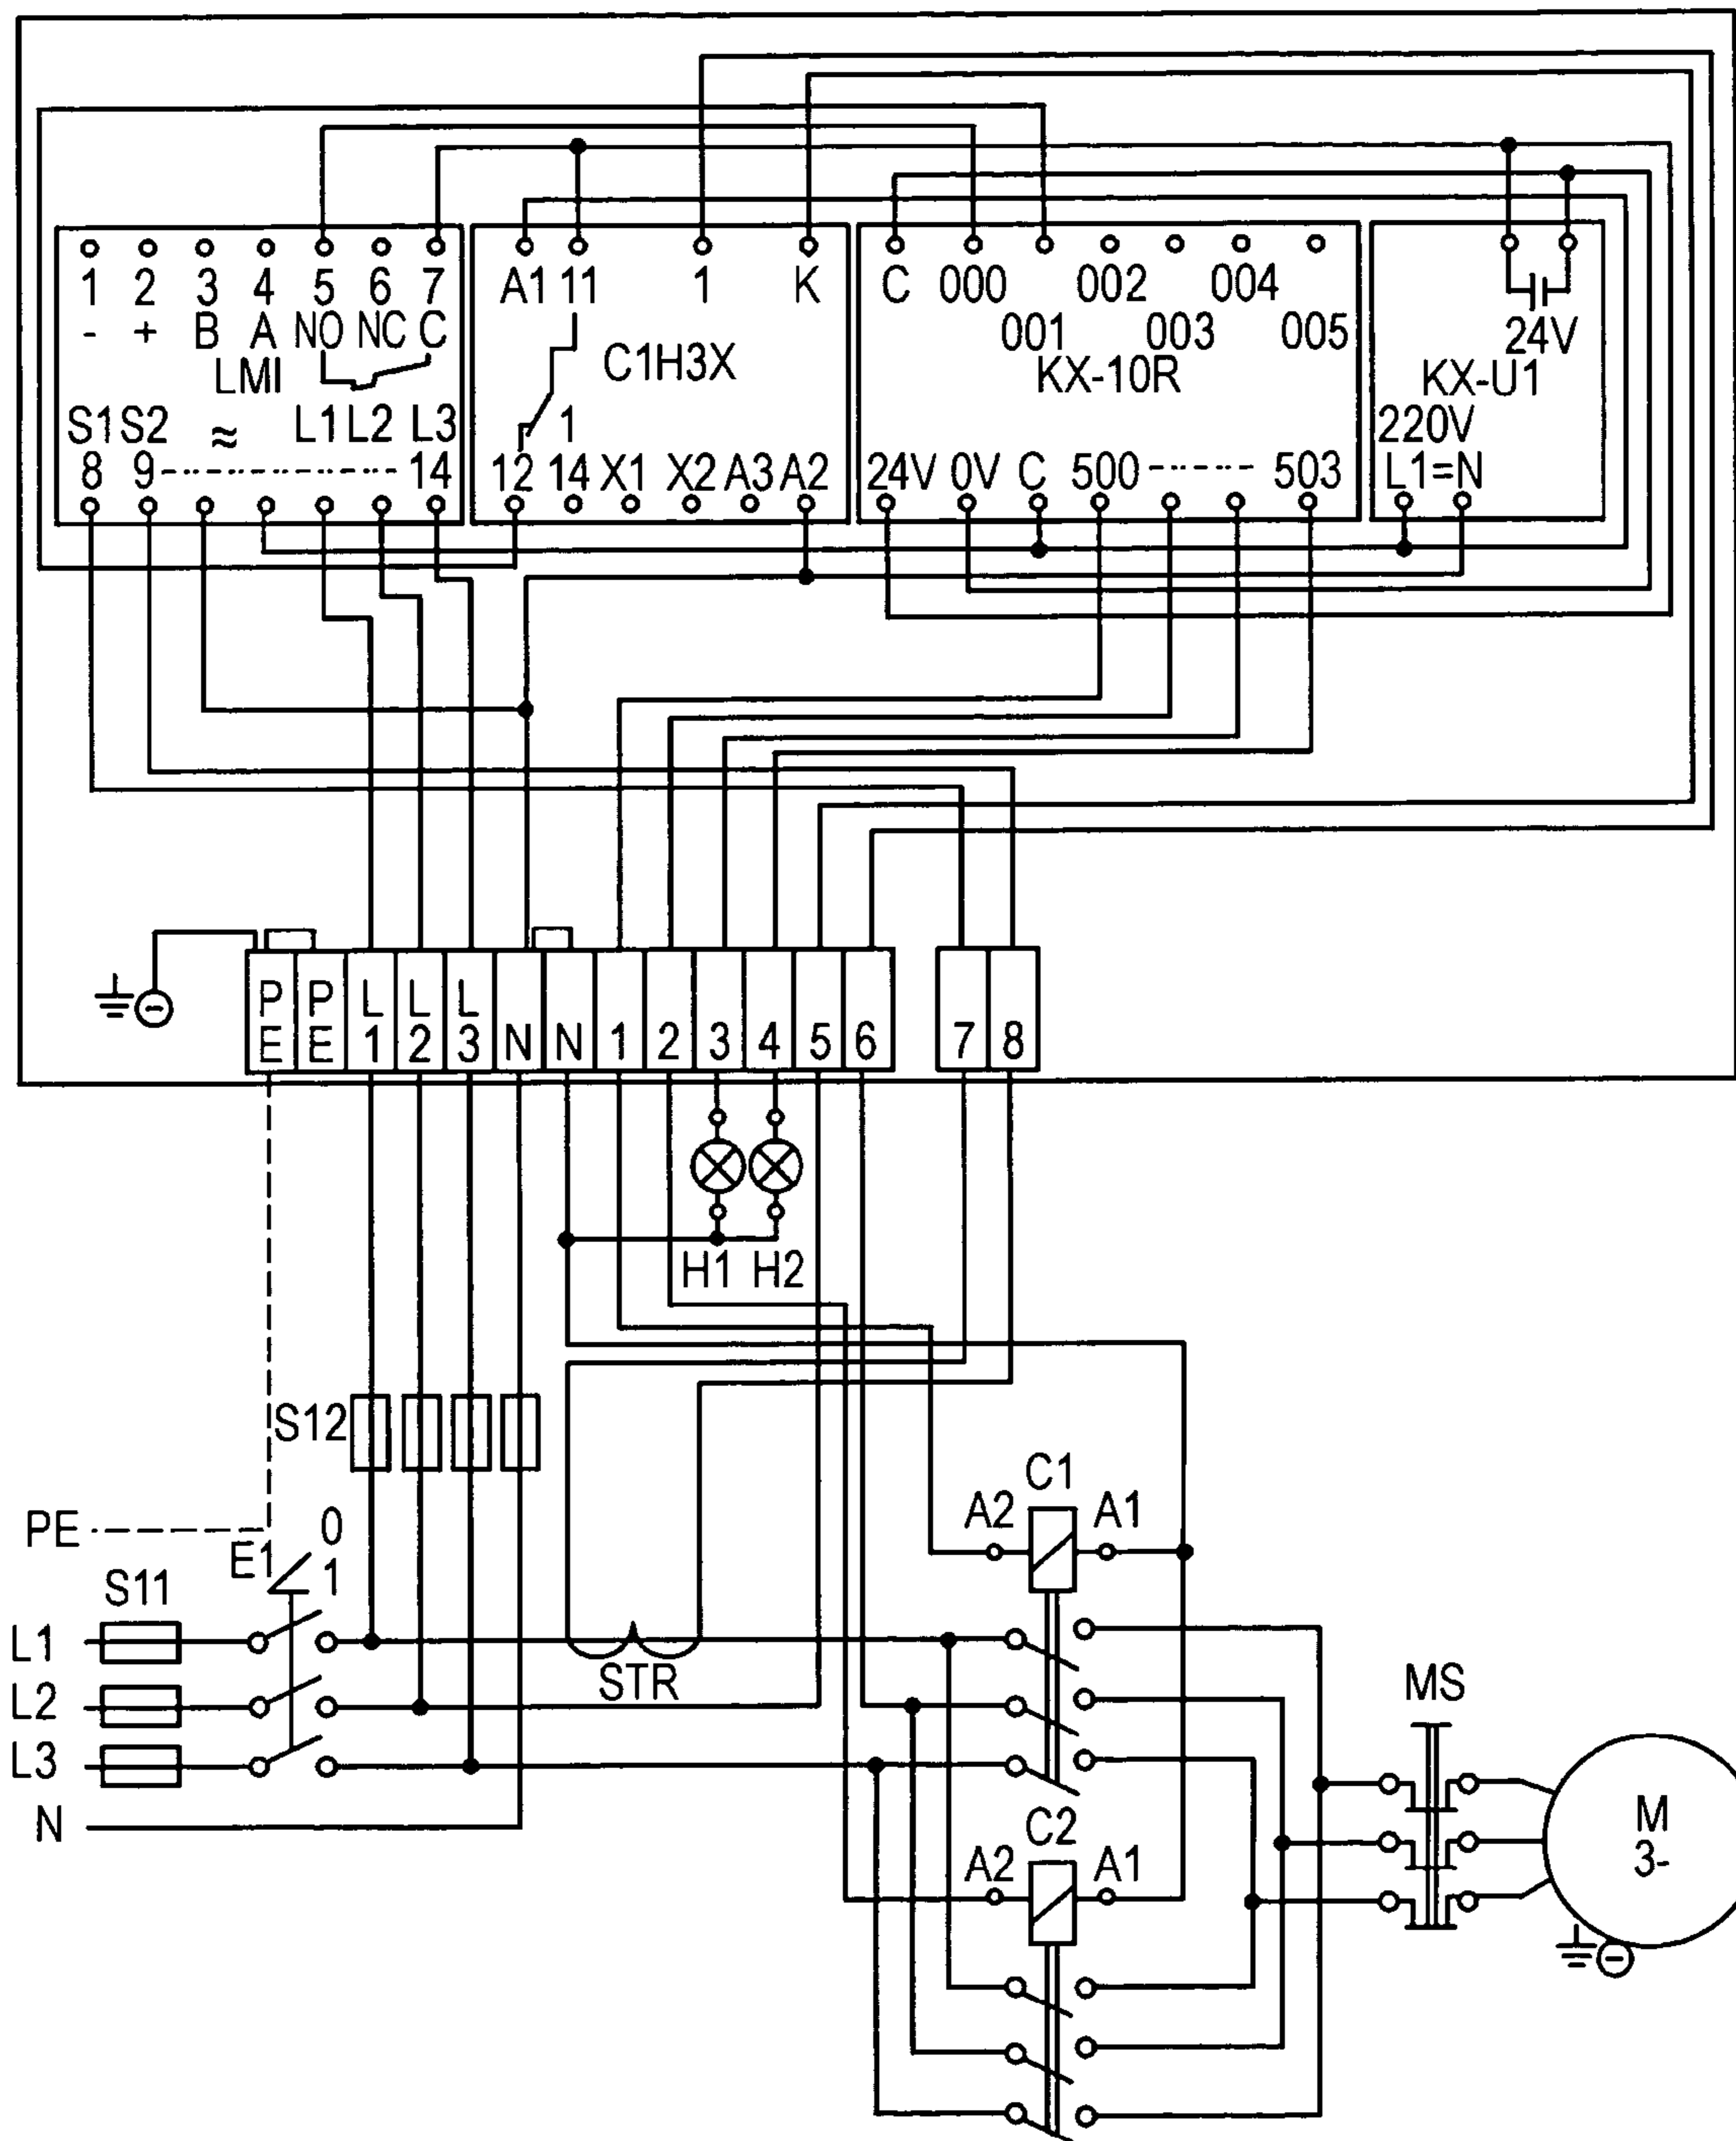 1 2 3 4 5 6 7
- + B A NO NC C
LMI
S1 S2 ≈ L1 L2 L3
8 9 14
A1 11 1 K
C1H3X
1
12 14 X1 X2 A3 A2
C 000 002 004
001 003 005
KX-10R
24V 0V C 500 503
24V
KX-U1
220V
L1=N
PE PE L1 L2 L3 N N 1 2 3 4 5 6 7 8
H1 H2
S12
C1
A2 A1
PE
0
E1
1
S11
L1
STR
L2
MS
L3
M
3-
N
C2
A2 A1